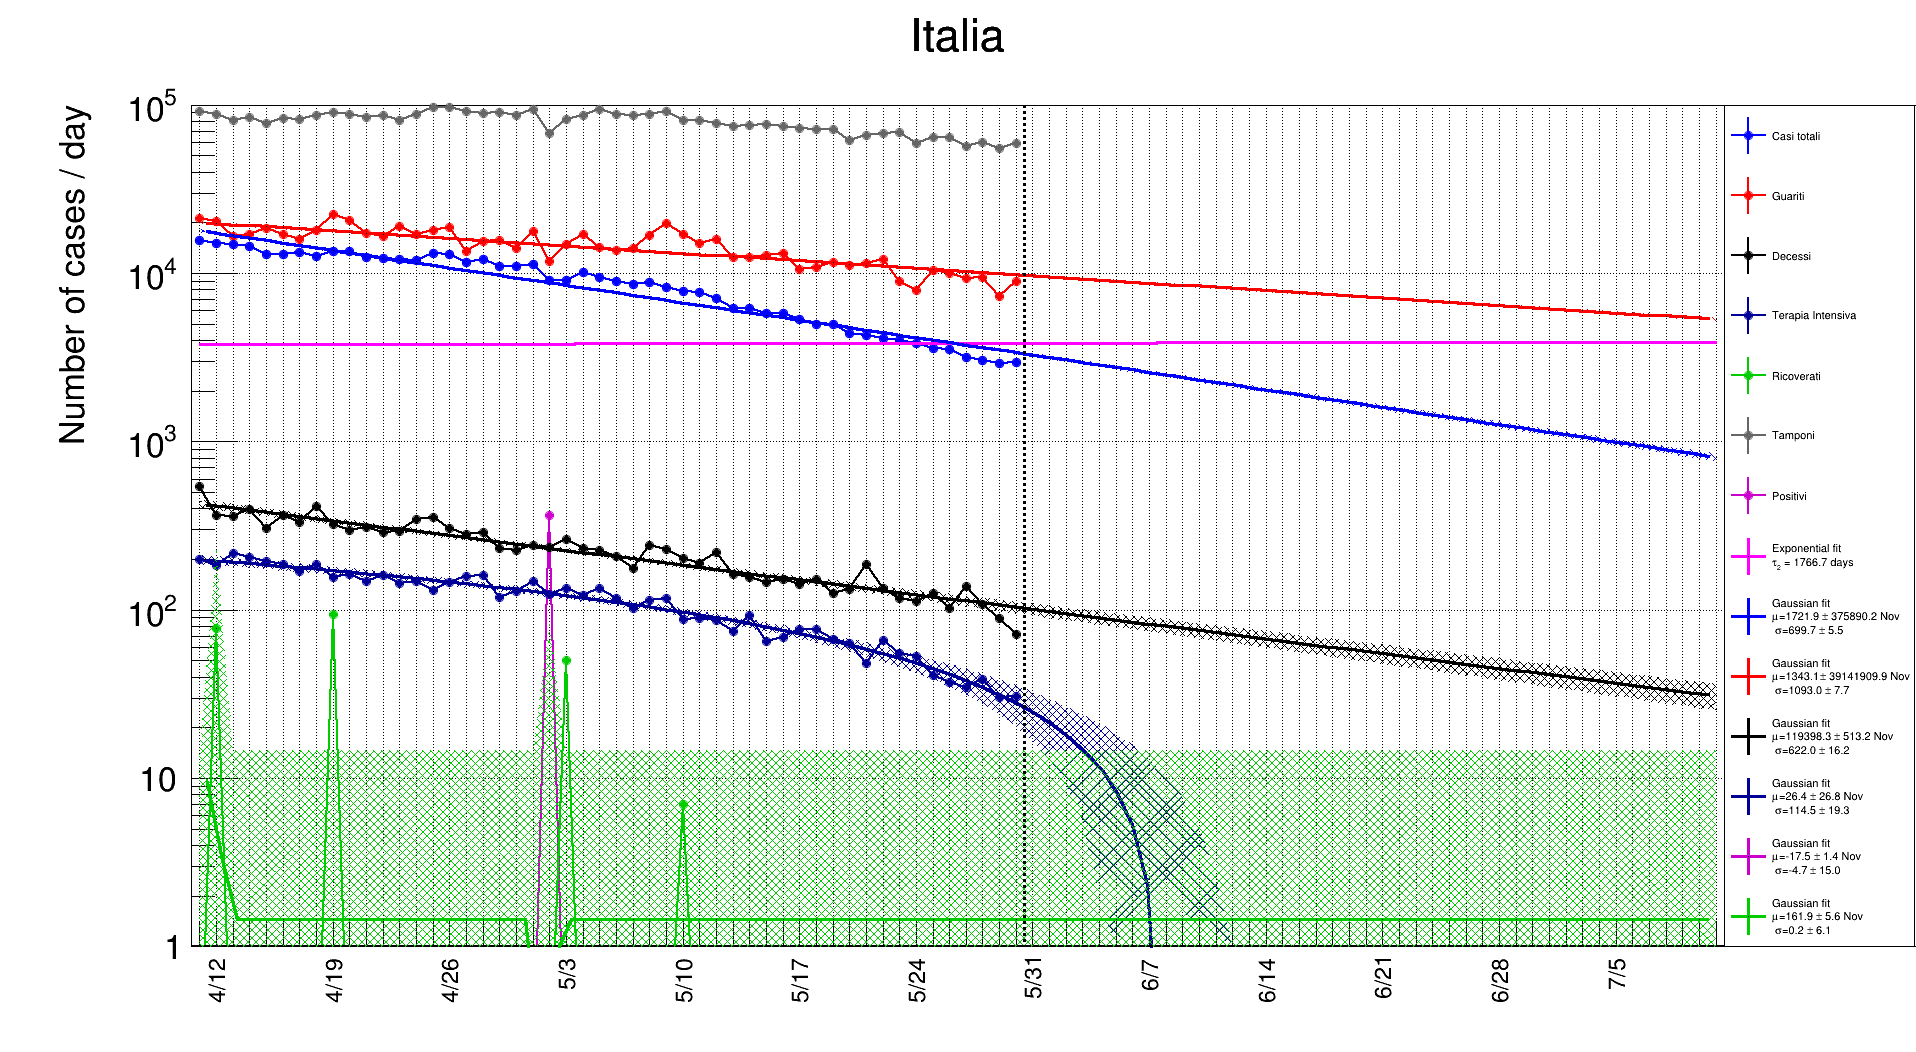 Italia
Number of cases / day
10^5
10^4
10^3
10^2
10
1
4/12
4/19
4/26
5/3
5/10
5/17
5/24
5/31
6/7
6/14
6/21
6/28
7/5
Casi totali
Guariti
Decessi
Terapia Intensiva
Ricoverati
Tamponi
Positivi
Exponential fit
τ₂ = 1766.7 days
Gaussian fit
μ=1721.9 ± 375890.2 Nov
σ=699.7 ± 5.5
Gaussian fit
μ=1343.1 ± 39141909.9 Nov
σ=1093.0 ± 7.7
Gaussian fit
μ=119398.3 ± 513.2 Nov
σ=622.0 ± 16.2
Gaussian fit
μ=26.4 ± 26.8 Nov
σ=114.5 ± 19.3
Gaussian fit
μ=-17.5 ± 1.4 Nov
σ=-4.7 ± 15.0
Gaussian fit
μ=161.9 ± 5.6 Nov
σ=0.2 ± 6.1